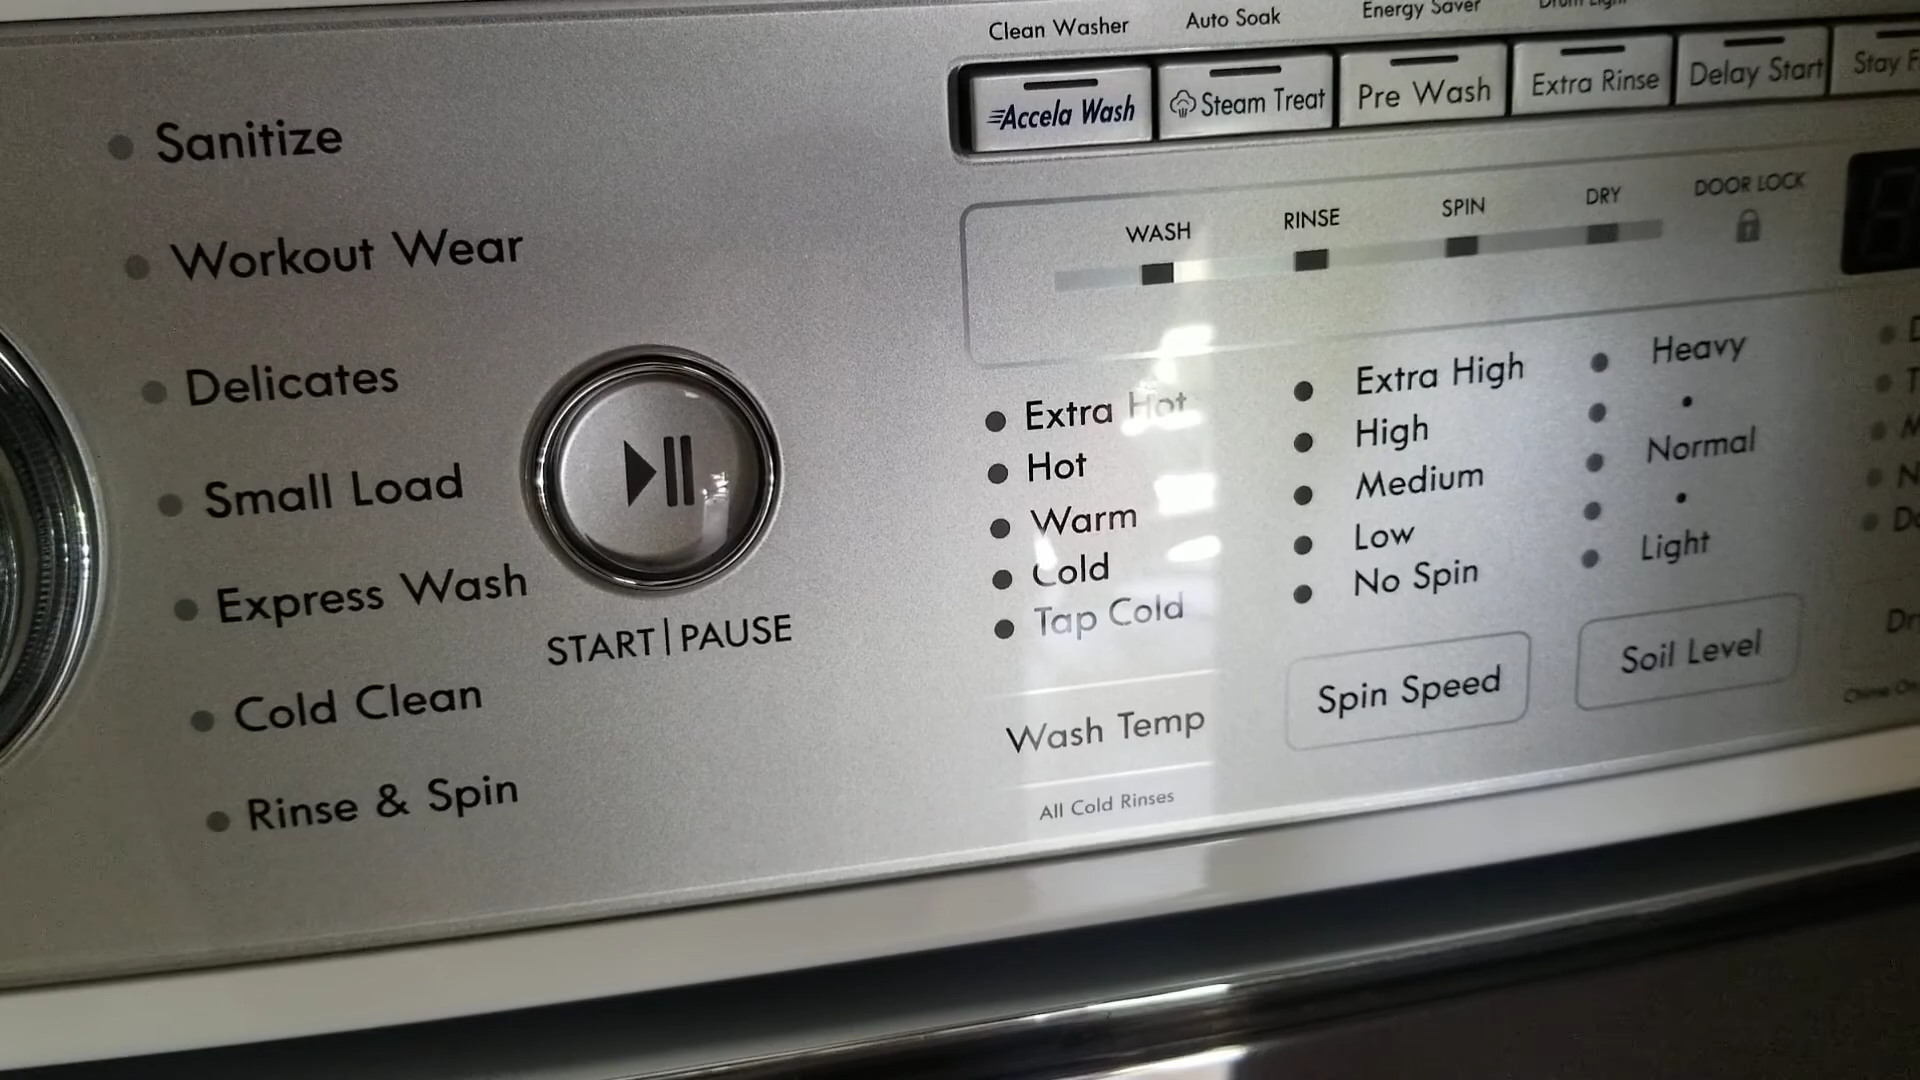 Clean Washer
Auto Soak
Energy Saver
Drum Light
Accela Wash
Steam Treat
Pre Wash
Extra Rinse
Delay Start
Stay
WASH
RINSE
SPIN
DRY
DOOR LOCK
Sanitize
Workout Wear
Delicates
Small Load
Express Wash
Cold Clean
Rinse & Spin
START|PAUSE
Extra Hot
Hot
Warm
Cold
Tap Cold
Wash Temp
All Cold Rinses
Extra High
High
Medium
Low
No Spin
Spin Speed
Heavy
Normal
Light
Soil Level